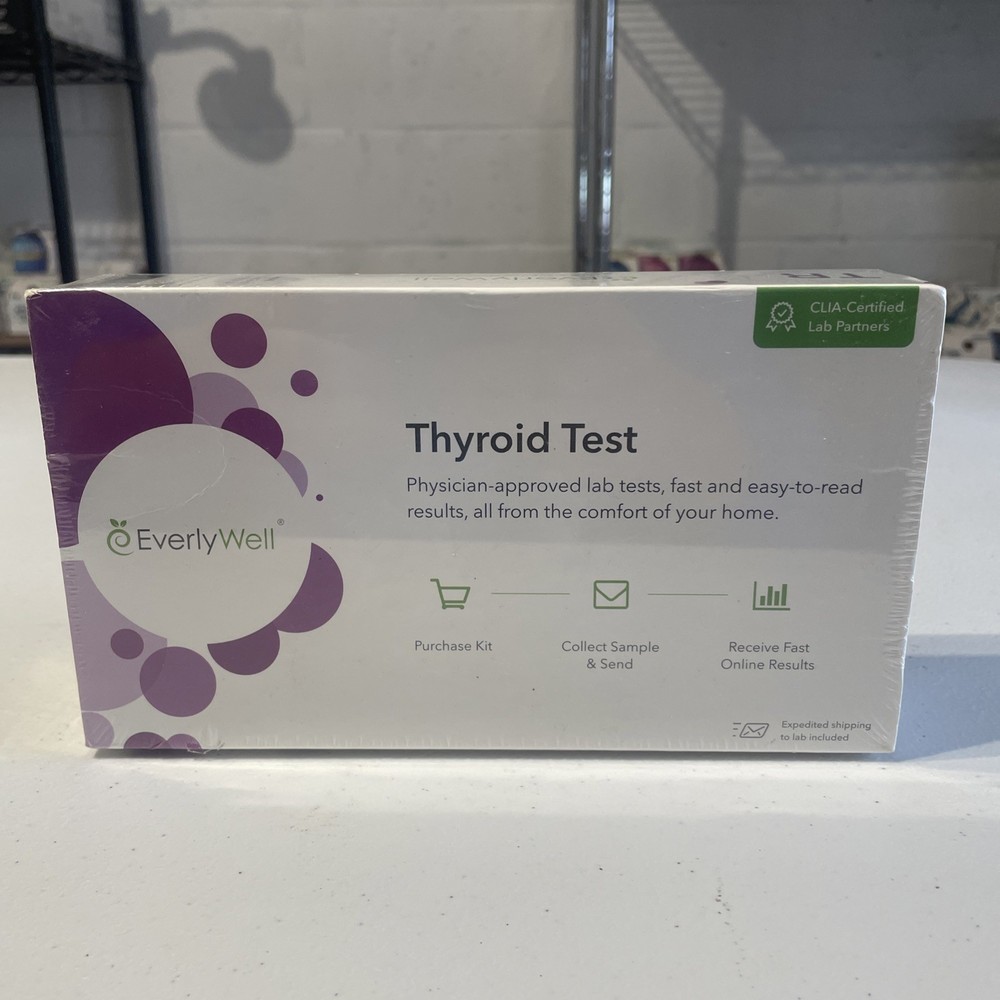 CLIA-Certified
Lab Partners
Thyroid Test
Physician-approved lab tests, fast and easy-to-read
results, all from the comfort of your home.
EverlyWell®
Purchase Kit
Collect Sample
& Send
Receive Fast
Online Results
Expedited shipping
to lab included